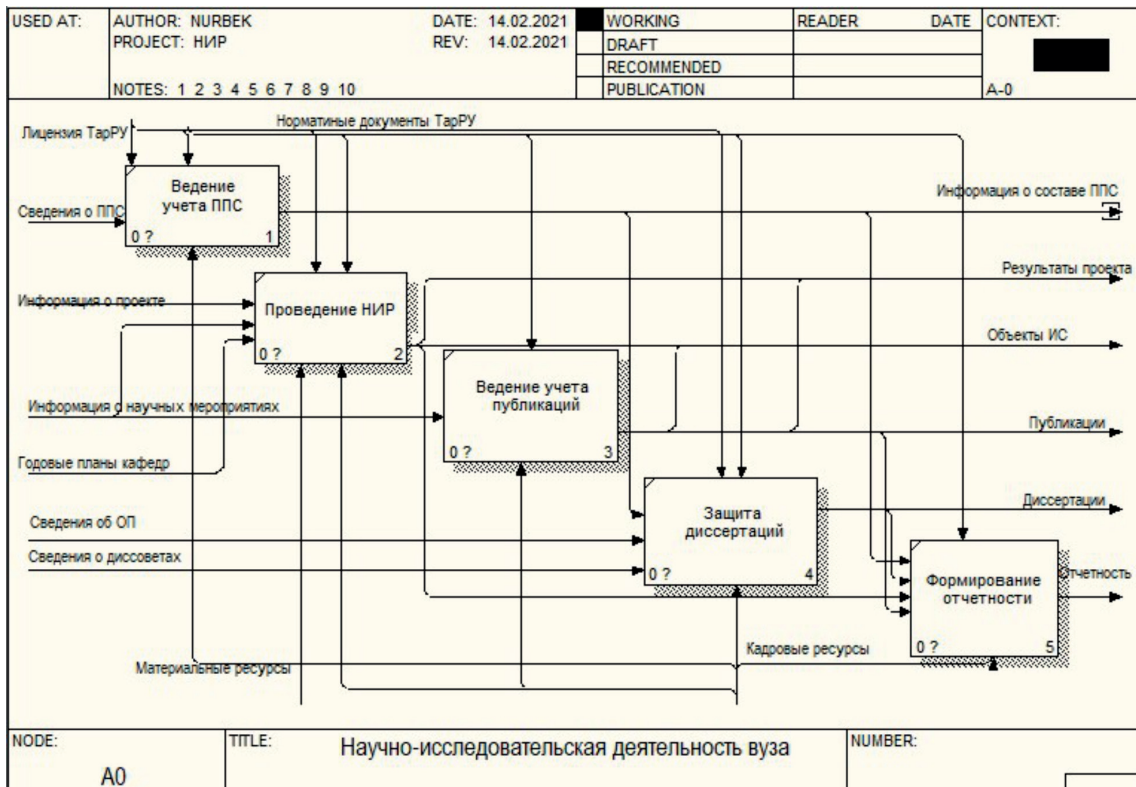 USED AT:
AUTHOR: NURBEK
DATE: 14.02.2021
WORKING
READER
DATE
CONTEXT:
PROJECT: НИР
REV: 14.02.2021
DRAFT
RECOMMENDED
NOTES: 1 2 3 4 5 6 7 8 9 10
PUBLICATION
A-0
Лицензия ТарРУ
Норматиные документы ТарРУ
Ведение
учета ППС
0 ?
1
Сведения о ППС
Информация о составе ППС
Результаты проекта
Информация о проекте
Проведение НИР
0 ?
2
Объекты ИС
Ведение учета
публикаций
0 ?
3
Информация о научных мероприятиях
Публикации
Годовые планы кафедр
Защита
диссертаций
0 ?
4
Диссертации
Сведения об ОП
Сведения о диссоветах
Формирование
отчетности
0 ?
5
Отчетность
Кадровые ресурсы
Материальные ресурсы
NODE:
A0
TITLE:
Научно-исследовательская деятельность вуза
NUMBER: